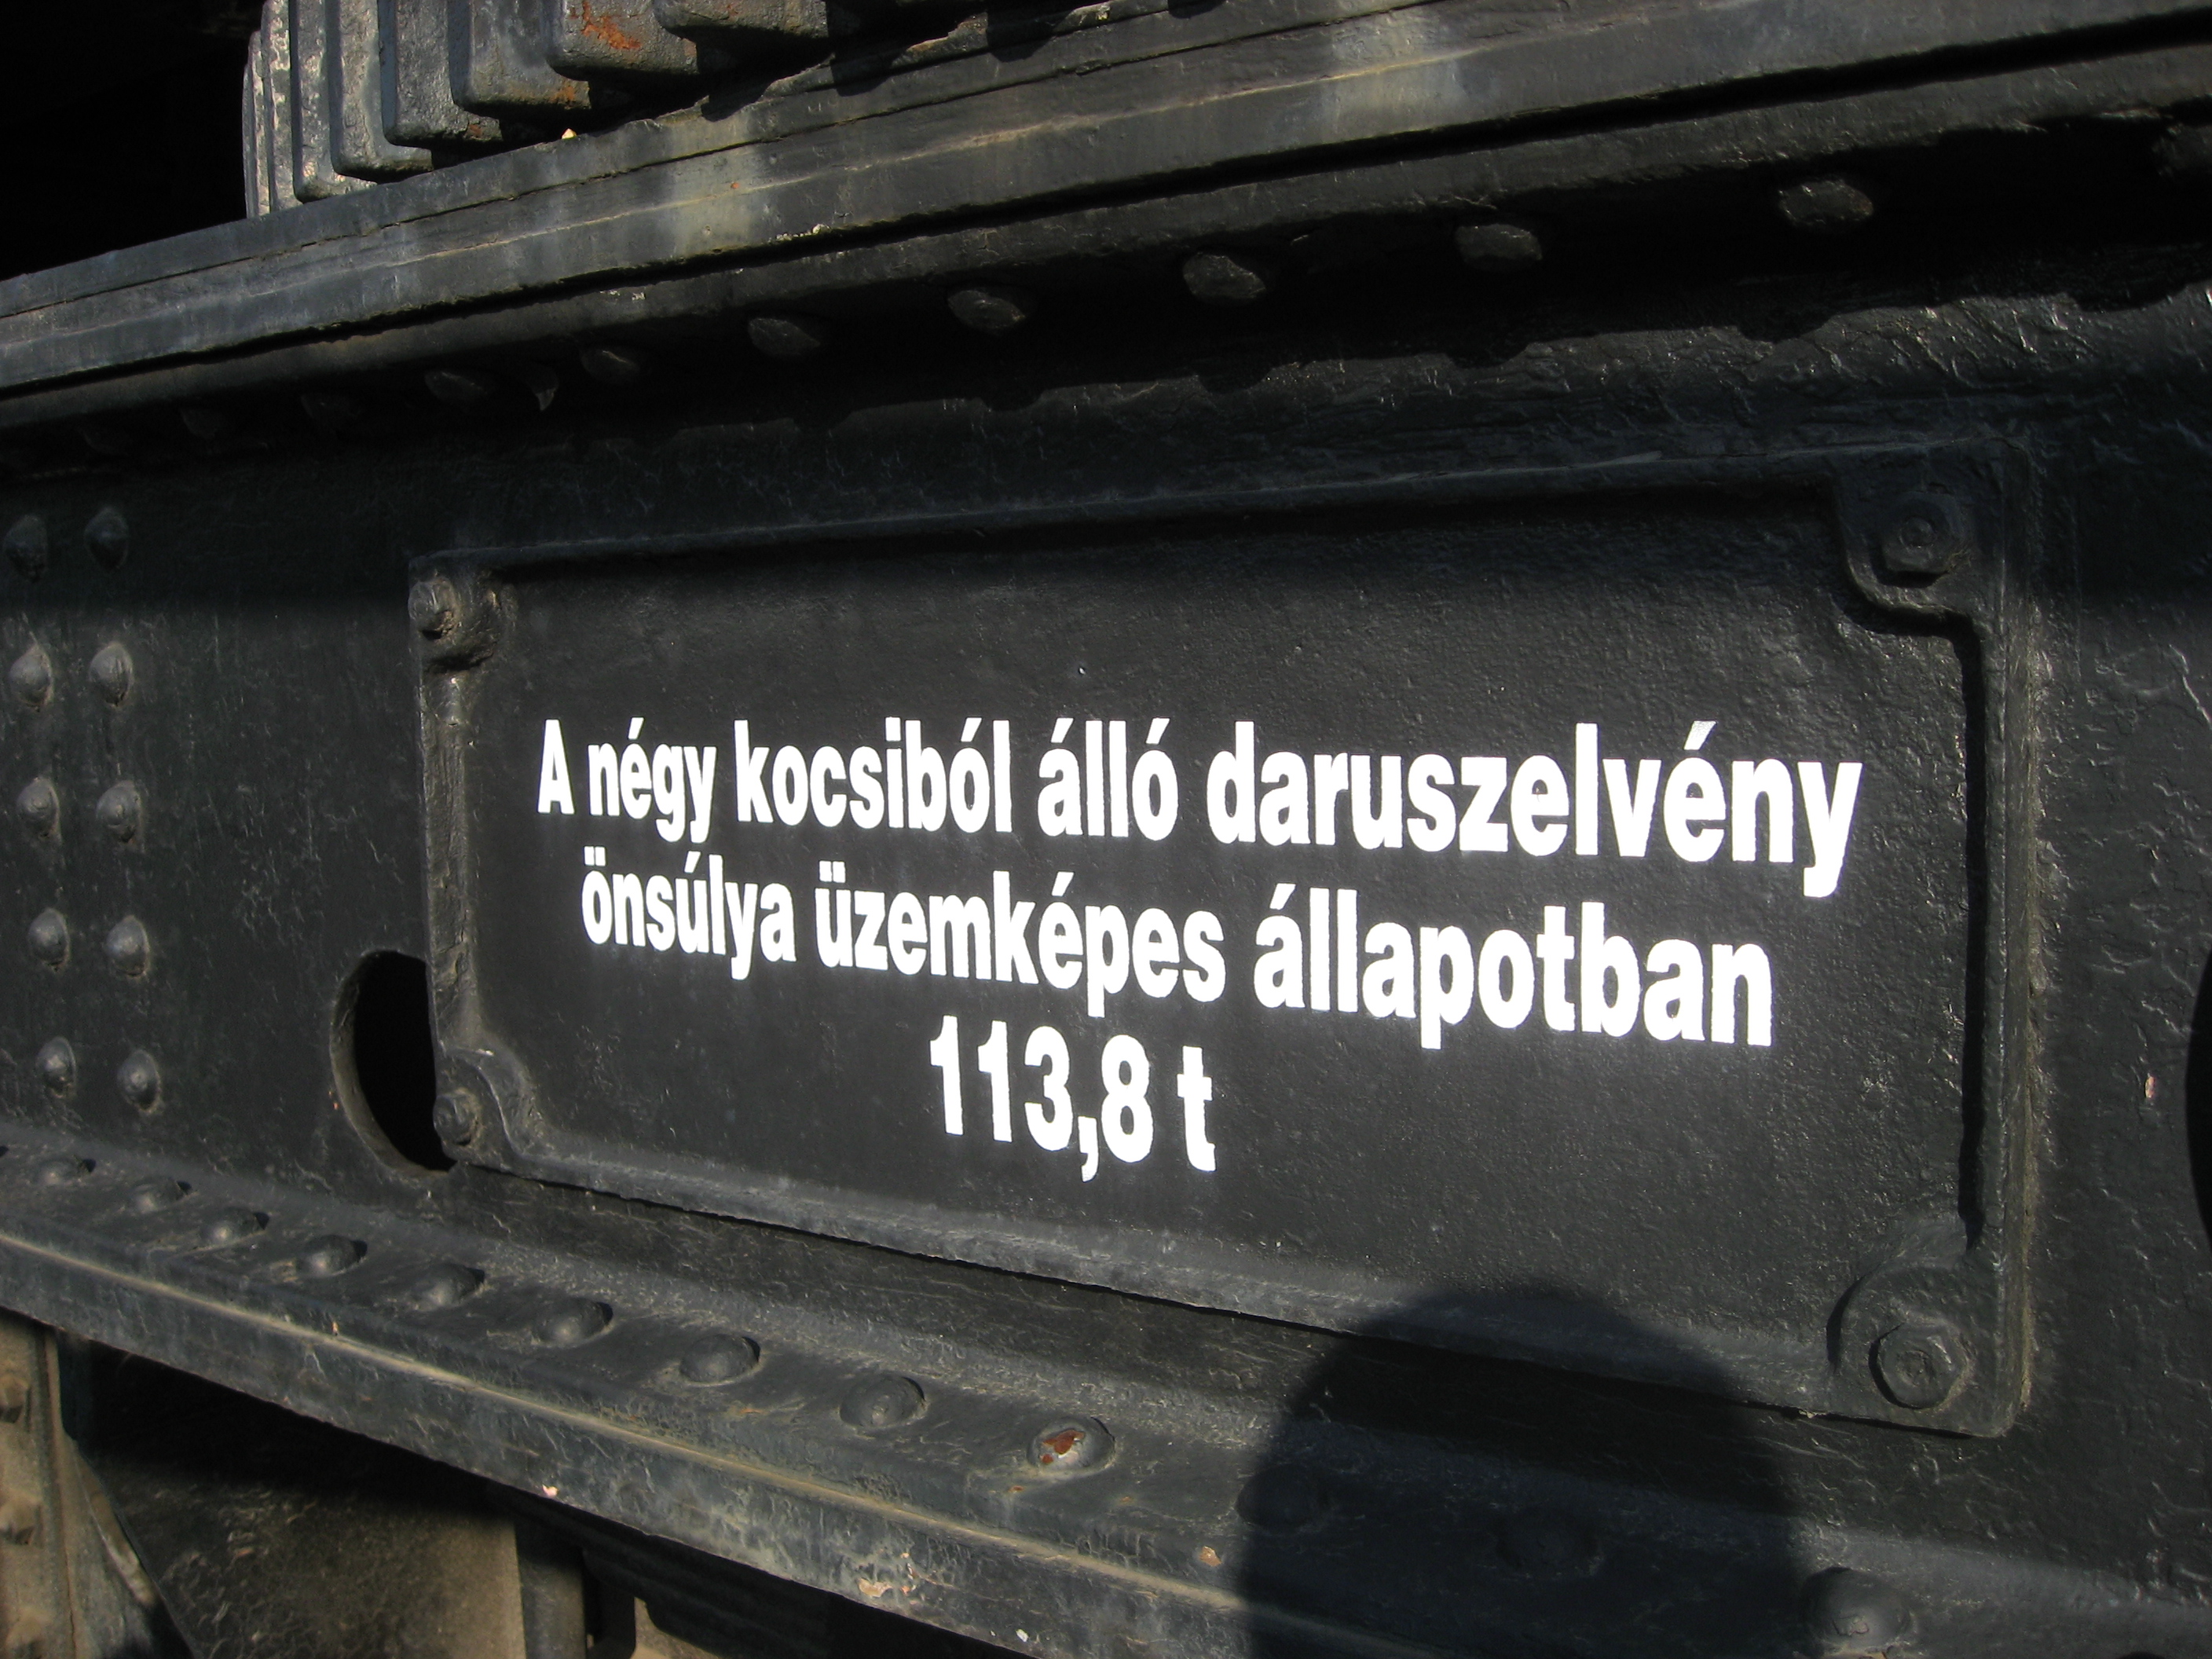 A négy kocsiból álló daruszelvény
önsúlya üzemképes állapotban
113,8 t